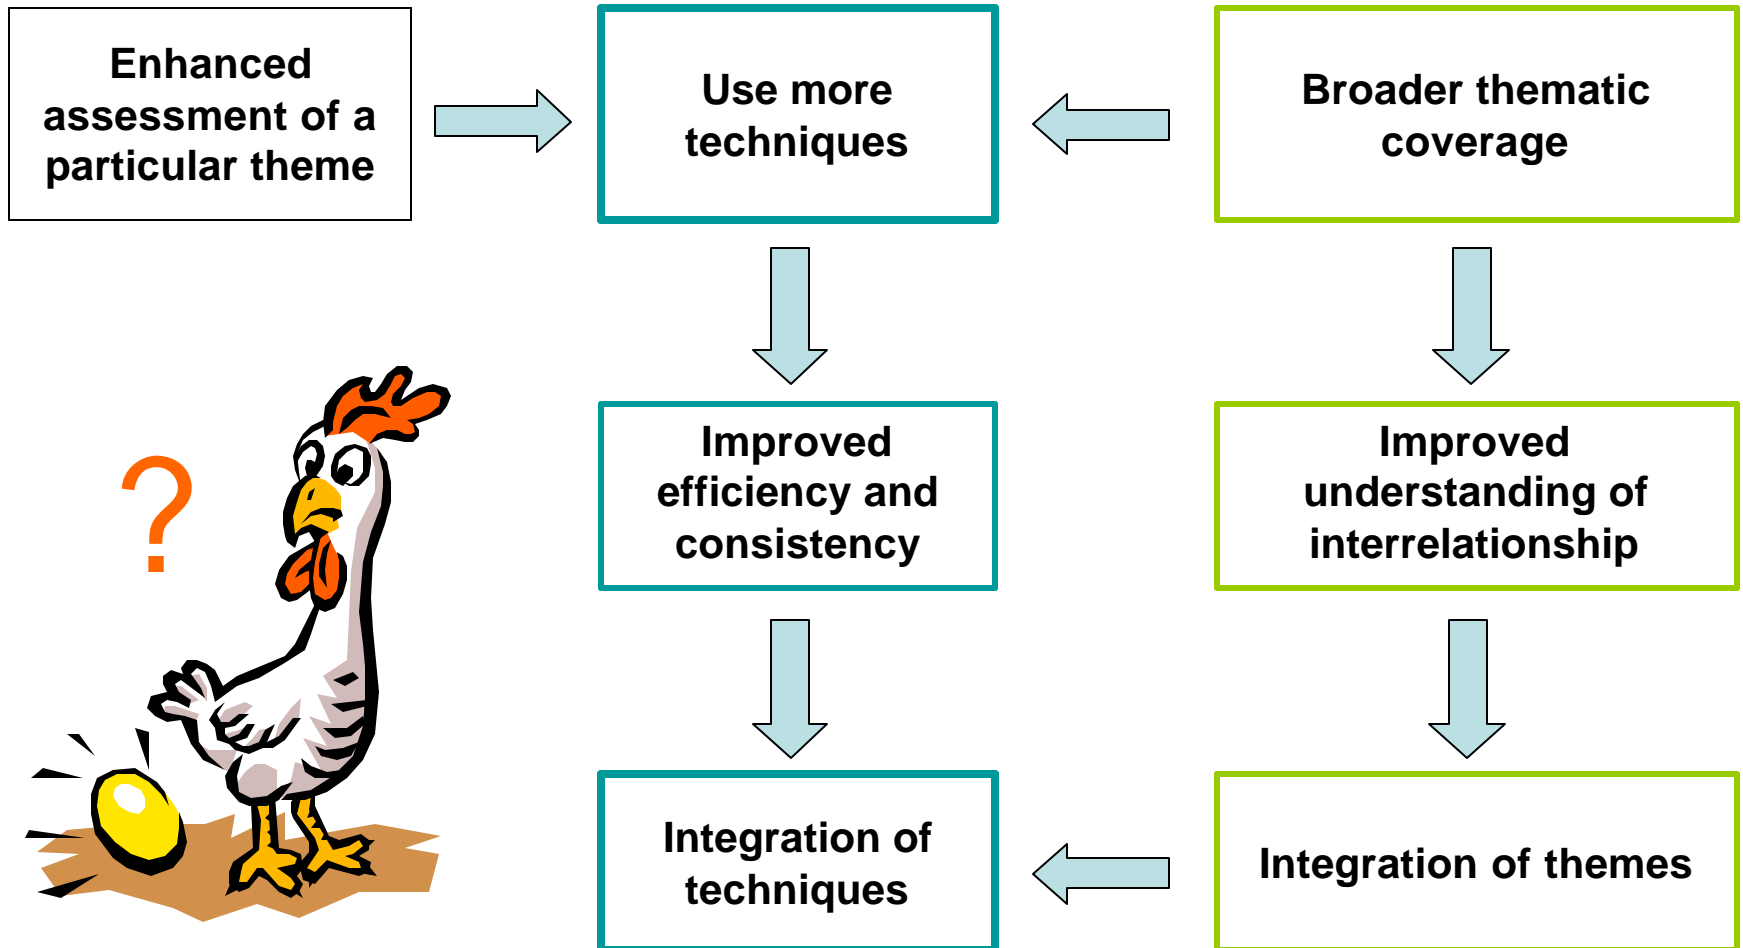 Enhanced
assessment of a
particular theme
Use more
techniques
Broader thematic
coverage
?
Improved
efficiency and
consistency
Improved
understanding of
interrelationship
Integration of
techniques
Integration of themes